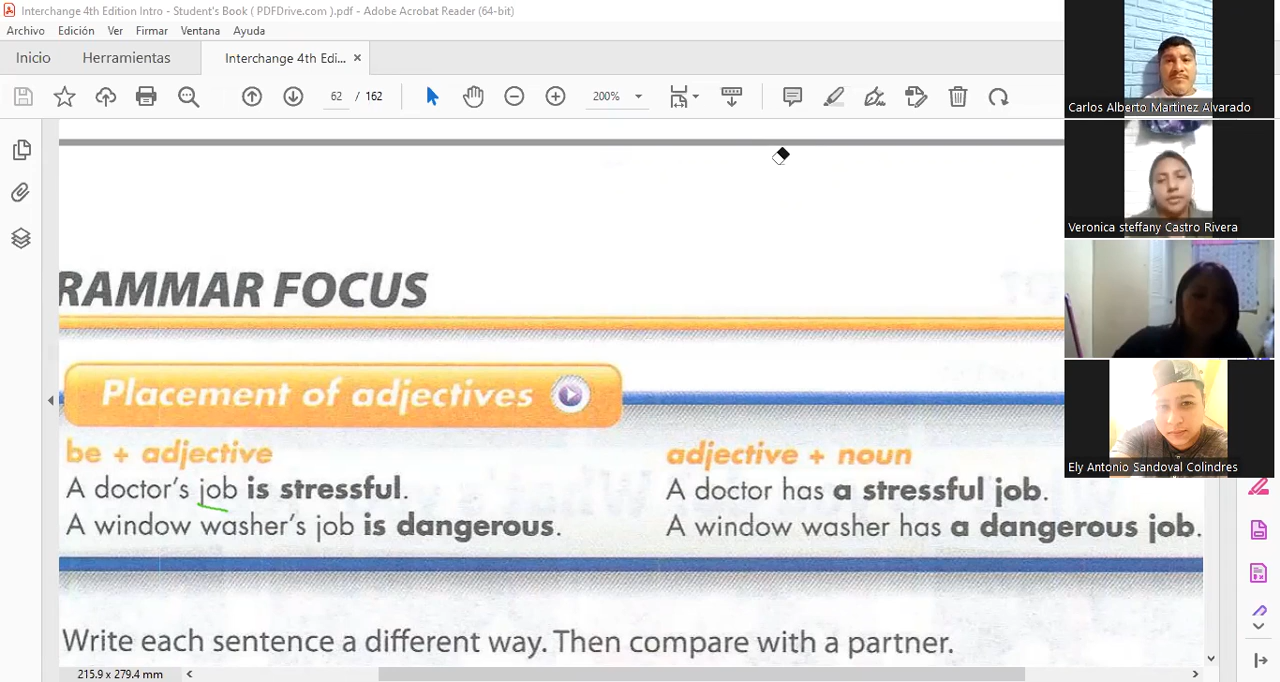 Interchange 4th Edition Intro - Student's Book ( PDFDrive.com ).pdf - Adobe Acrobat Reader (64-bit)
Archivo Edición Ver Firmar Ventana Ayuda
Inicio Herramientas Interchange 4th Edi... ×
62 / 162 200%
Carlos Alberto Martinez Alvarado
Veronica steffany Castro Rivera
Ely Antonio Sandoval Colindres
RAMMAR FOCUS
Placement of adjectives
be + adjective
A doctor's job is stressful.
A window washer's job is dangerous.
adjective + noun
A doctor has a stressful job.
A window washer has a dangerous job.
Write each sentence a different way. Then compare with a partner.
215.9 x 279.4 mm